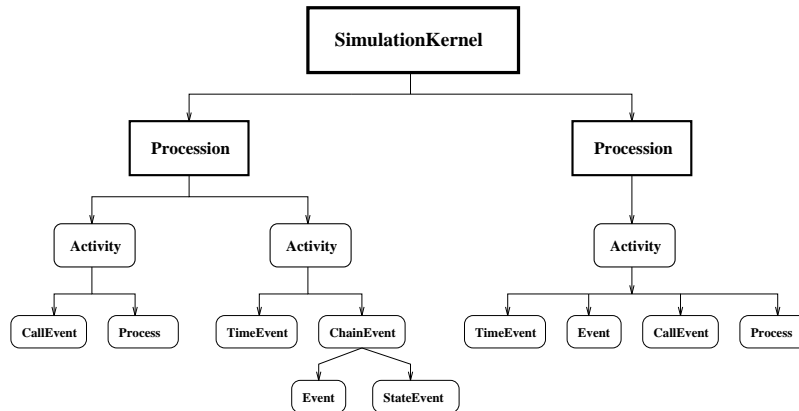 SimulationKernel
Procession
Procession
Activity
Activity
Activity
CallEvent
Process
TimeEvent
ChainEvent
TimeEvent
Event
CallEvent
Process
Event
StateEvent